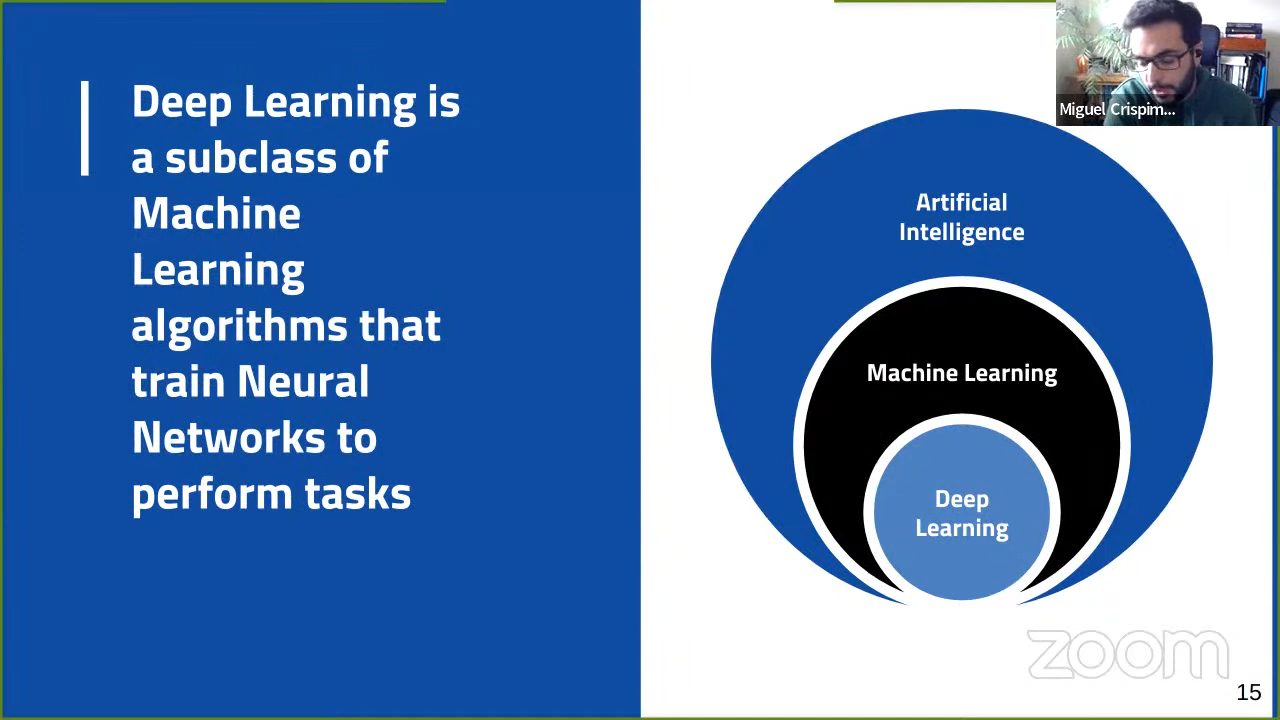 Deep Learning is
a subclass of
Machine
Learning
algorithms that
train Neural
Networks to
perform tasks
Miguel Crispim...
Artificial
Intelligence
Machine Learning
Deep
Learning
zoom
15